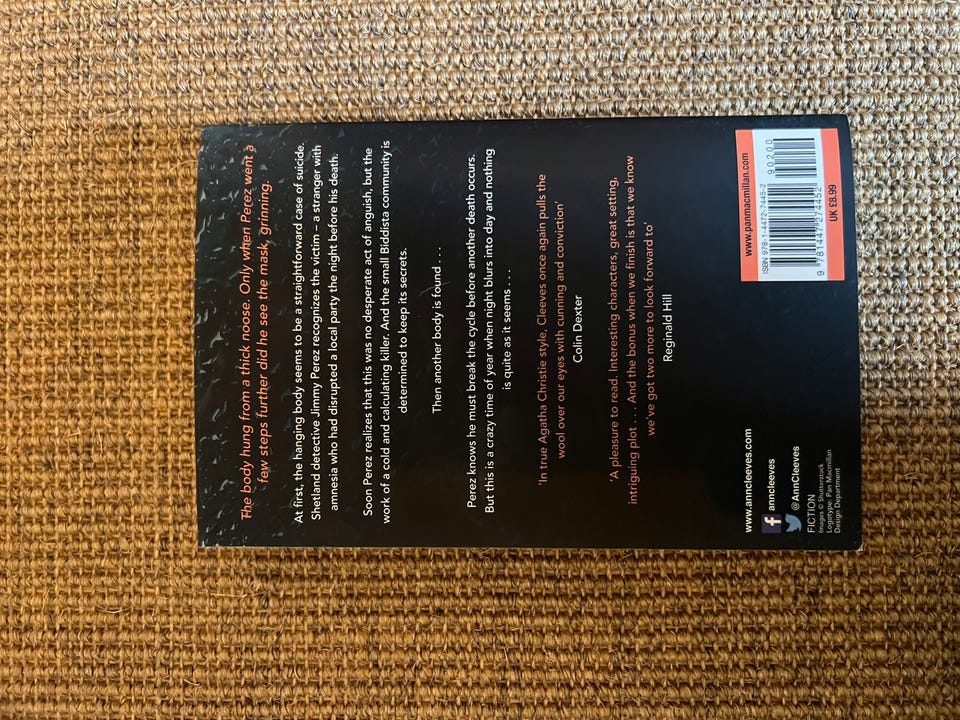 The body hung from a thick noose. Only when Perez went a
few steps further did he see the mask, grinning.
At first, the hanging body seems to be a straightforward case of suicide.
Shetland detective Jimmy Perez recognizes the victim – a stranger with
amnesia who had disrupted a local party the night before his death.
Soon Perez realizes that this was no desperate act of anguish, but the
work of a cold and calculating killer. And the small Biddista community is
determined to keep its secrets.
Then another body is found . . .
Perez knows he must break the cycle before another death occurs.
But this is a crazy time of year when night blurs into day and nothing
is quite as it seems . . .
'In true Agatha Christie style, Cleeves once again pulls the
wool over our eyes with cunning and conviction'
Colin Dexter
'A pleasure to read. Interesting characters, great setting,
intriguing plot . . . And the bonus when we finish is that we know
we've got two more to look forward to'
Reginald Hill
www.anncleeves.com
f anncleeves
@AnnCleeves
FICTION
Images © Shutterstock
Logotype: Pan Macmillan
Design Department
www.panmacmillan.com
ISBN 978-1-4472-7445-2
90200
9 781447 274452
UK £8.99